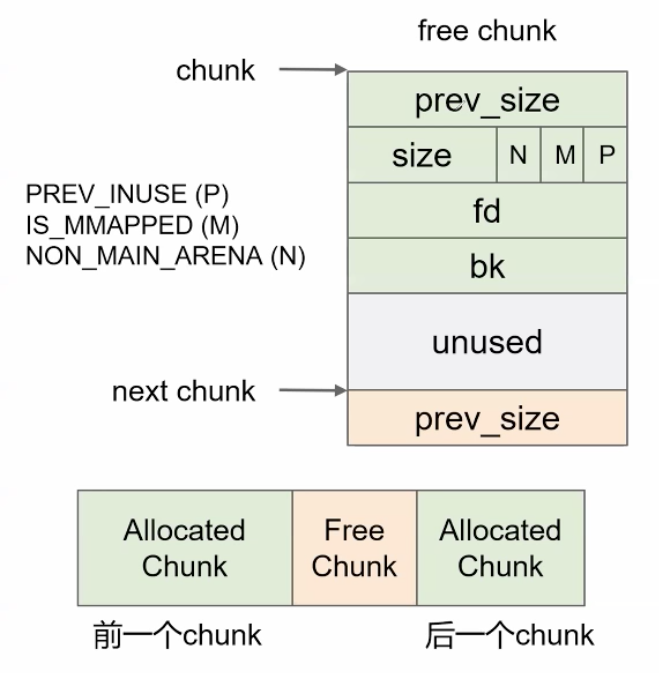 free chunk
chunk
prev_size
size N M P
PREV_INUSE (P)
IS_MMAPPED (M)
NON_MAIN_ARENA (N)
fd
bk
unused
next chunk
prev_size
Allocated
Chunk
Free
Chunk
Allocated
Chunk
前一个chunk
后一个chunk